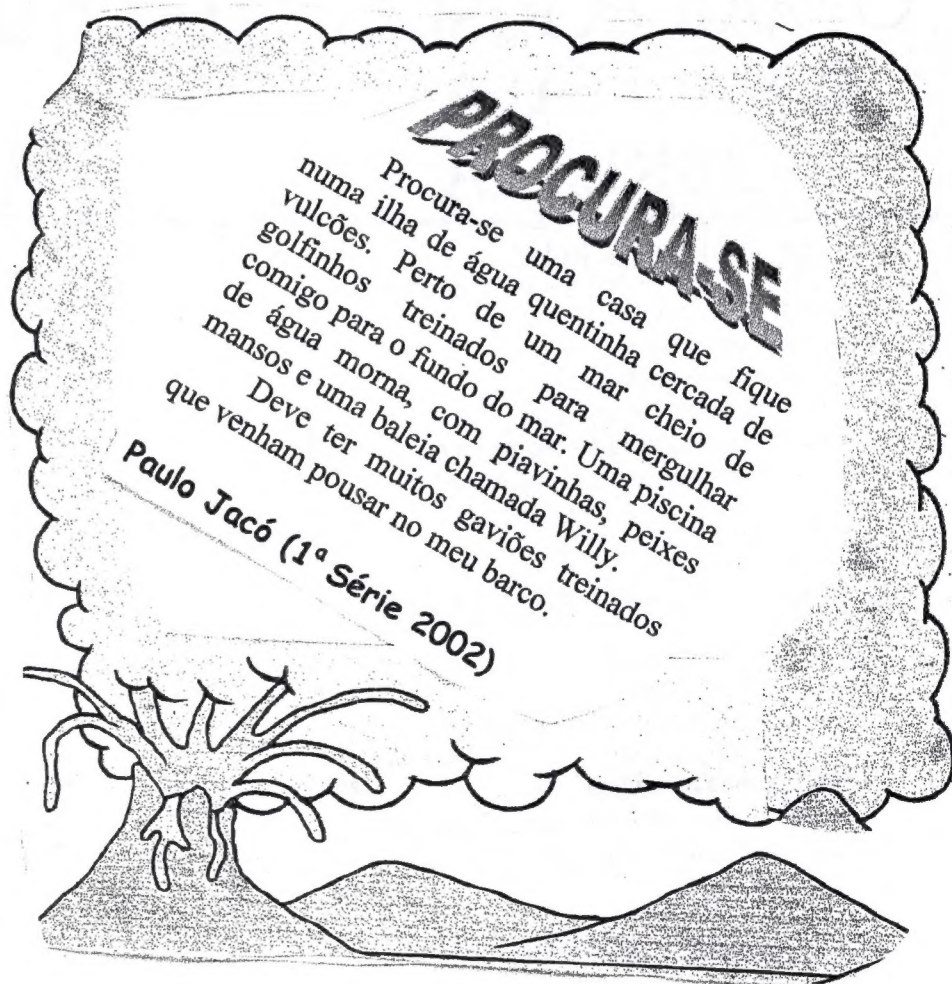 PROCURA-SE
Procura-se uma casa que fique
numa ilha de água quentinha cercada de
vulcões. Perto de um mar cheio de
golfinhos treinados para mergulhar
comigo para o fundo do mar. Uma piscina
de água morna, com piavinhas, peixes
mansos e uma baleia chamada Willy.
Deve ter muitos gaviões treinados
que venham pousar no meu barco.
Paulo Jacó (1ª Série 2002)